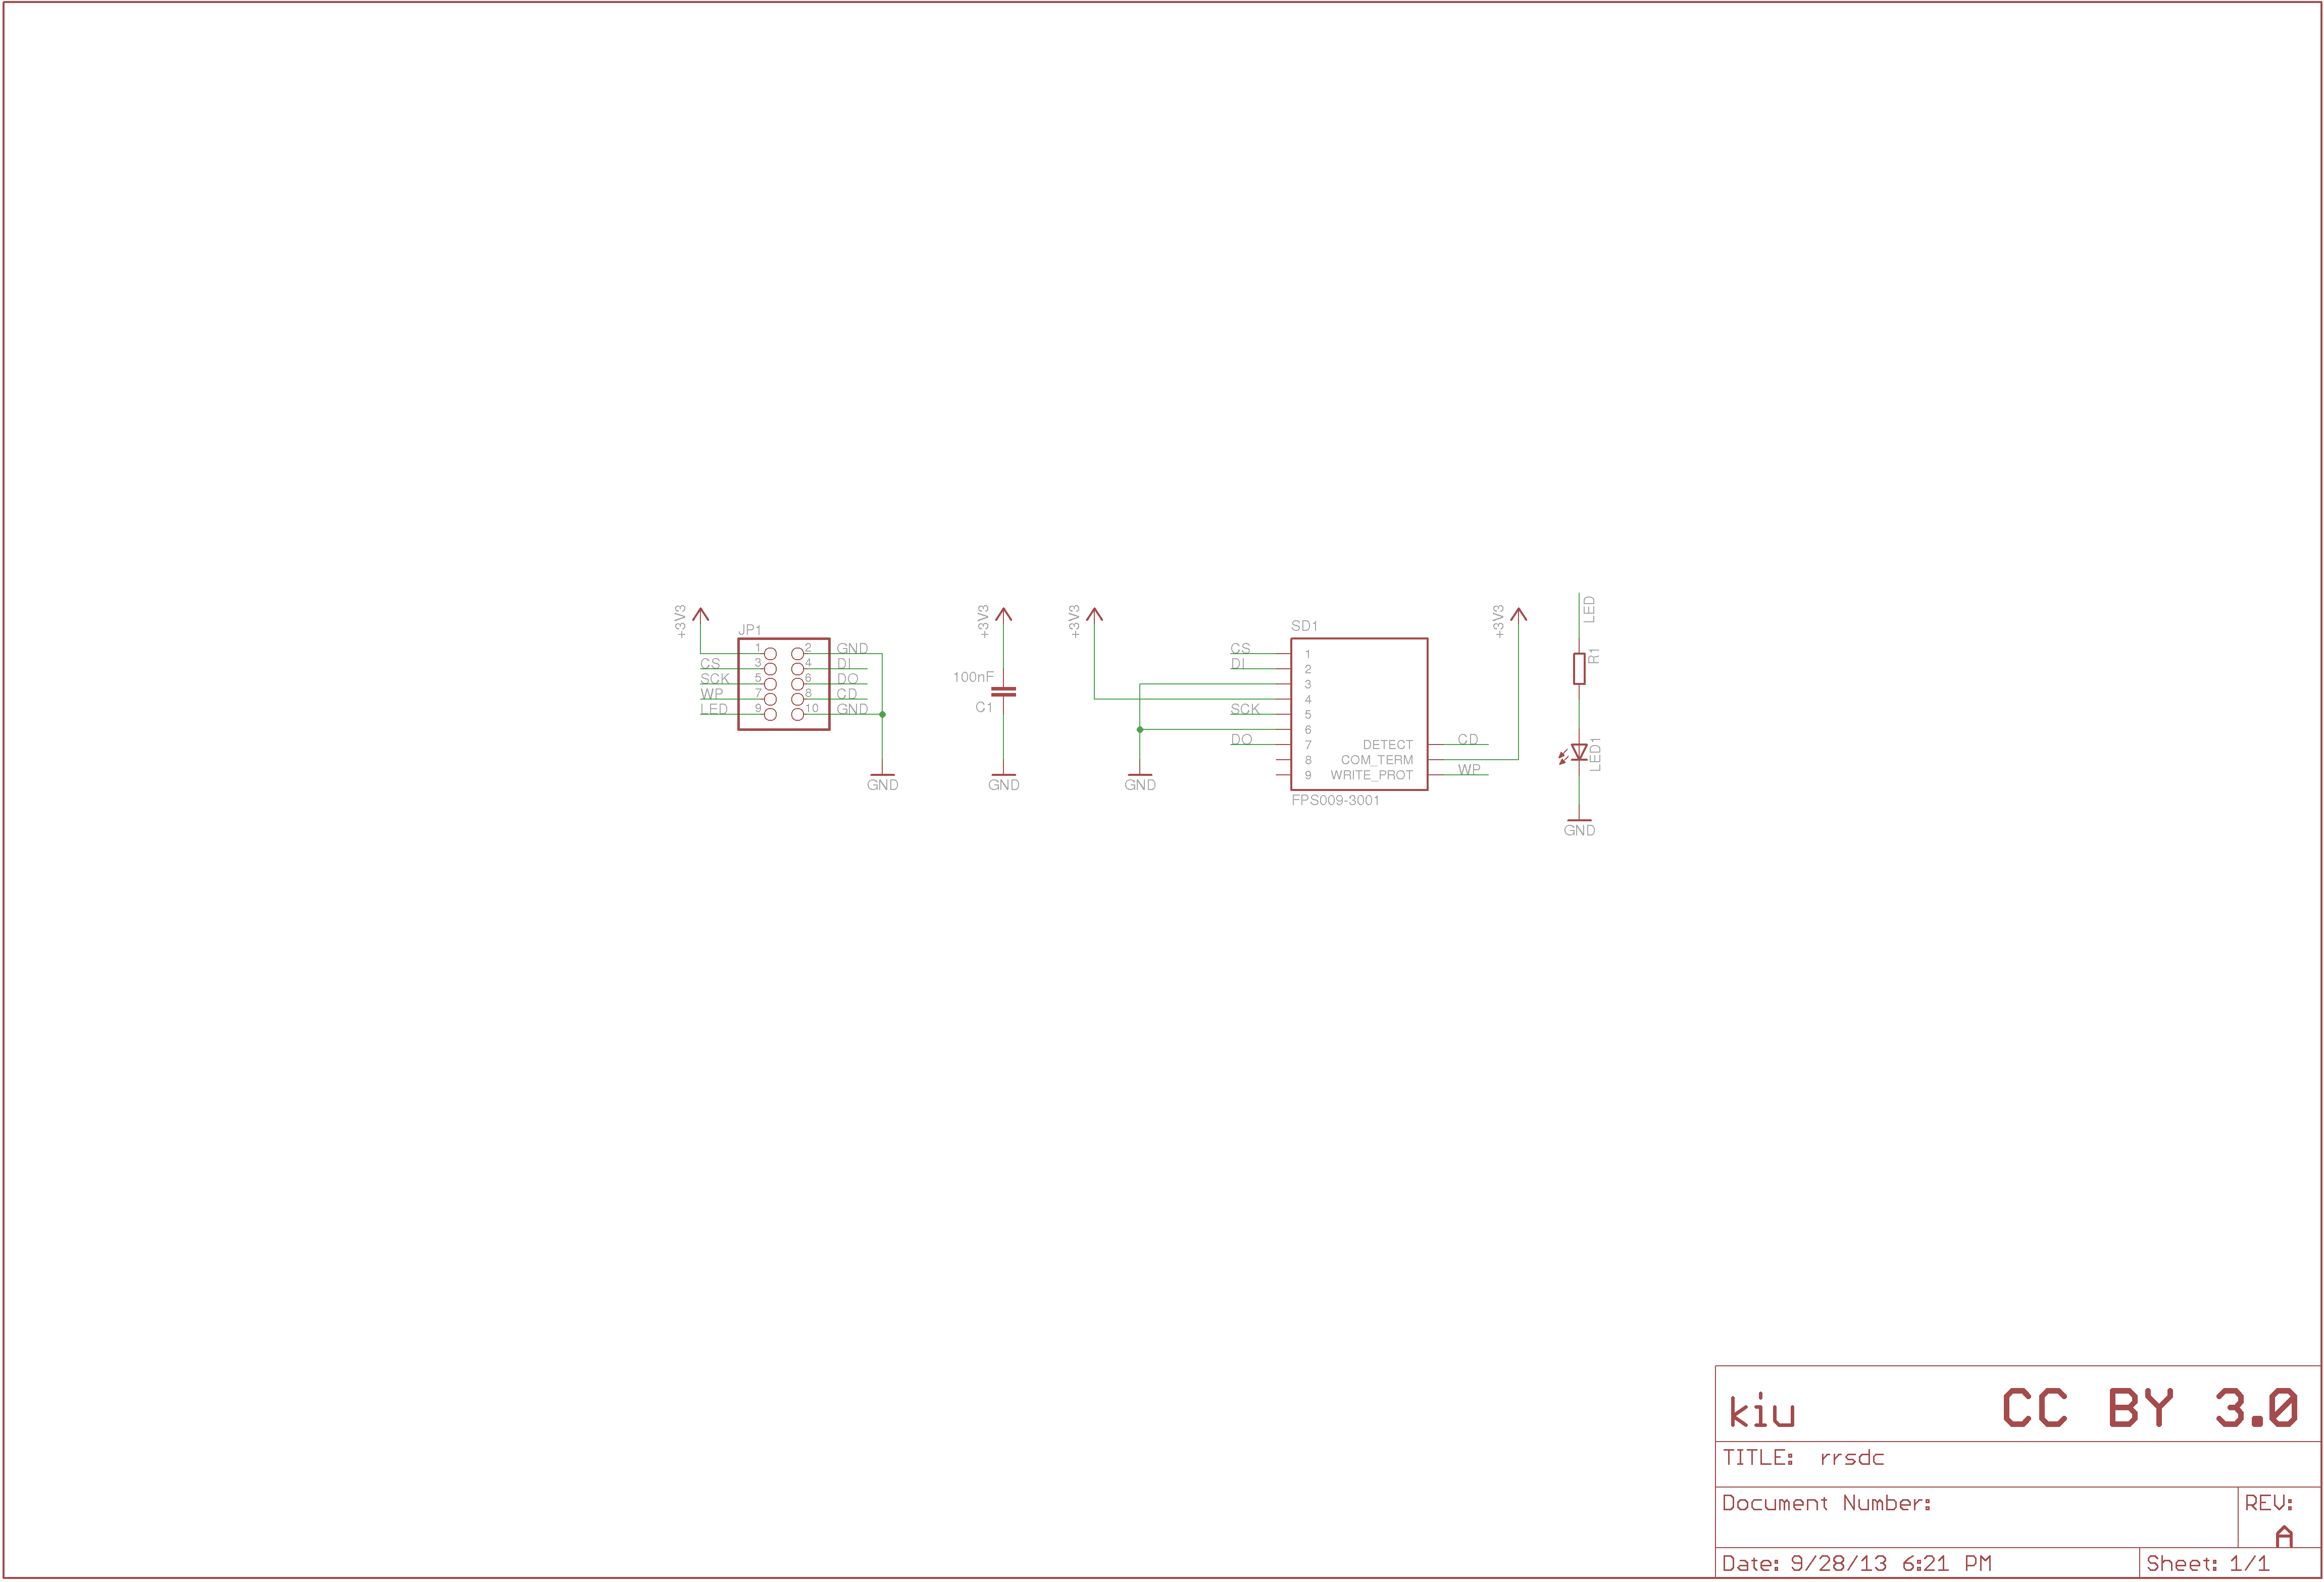 +3V3
JP1
1 2 GND
CS 3 4 DI
SCK 5 6 DO
WP 7 8 CD
LED 9 10 GND
GND
+3V3
100nF
C1
GND
+3V3
GND
SD1
CS 1
DI 2
3
4
SCK 5
6
DO 7 DETECT CD
8 COM_TERM
9 WRITE_PROT WP
FPS009-3001
+3V3
LED
R1
LED1
GND
kiu CC BY 3.0
TITLE: rrsdc
Document Number:
REV:
A
Date: 9/28/13 6:21 PM
Sheet: 1/1